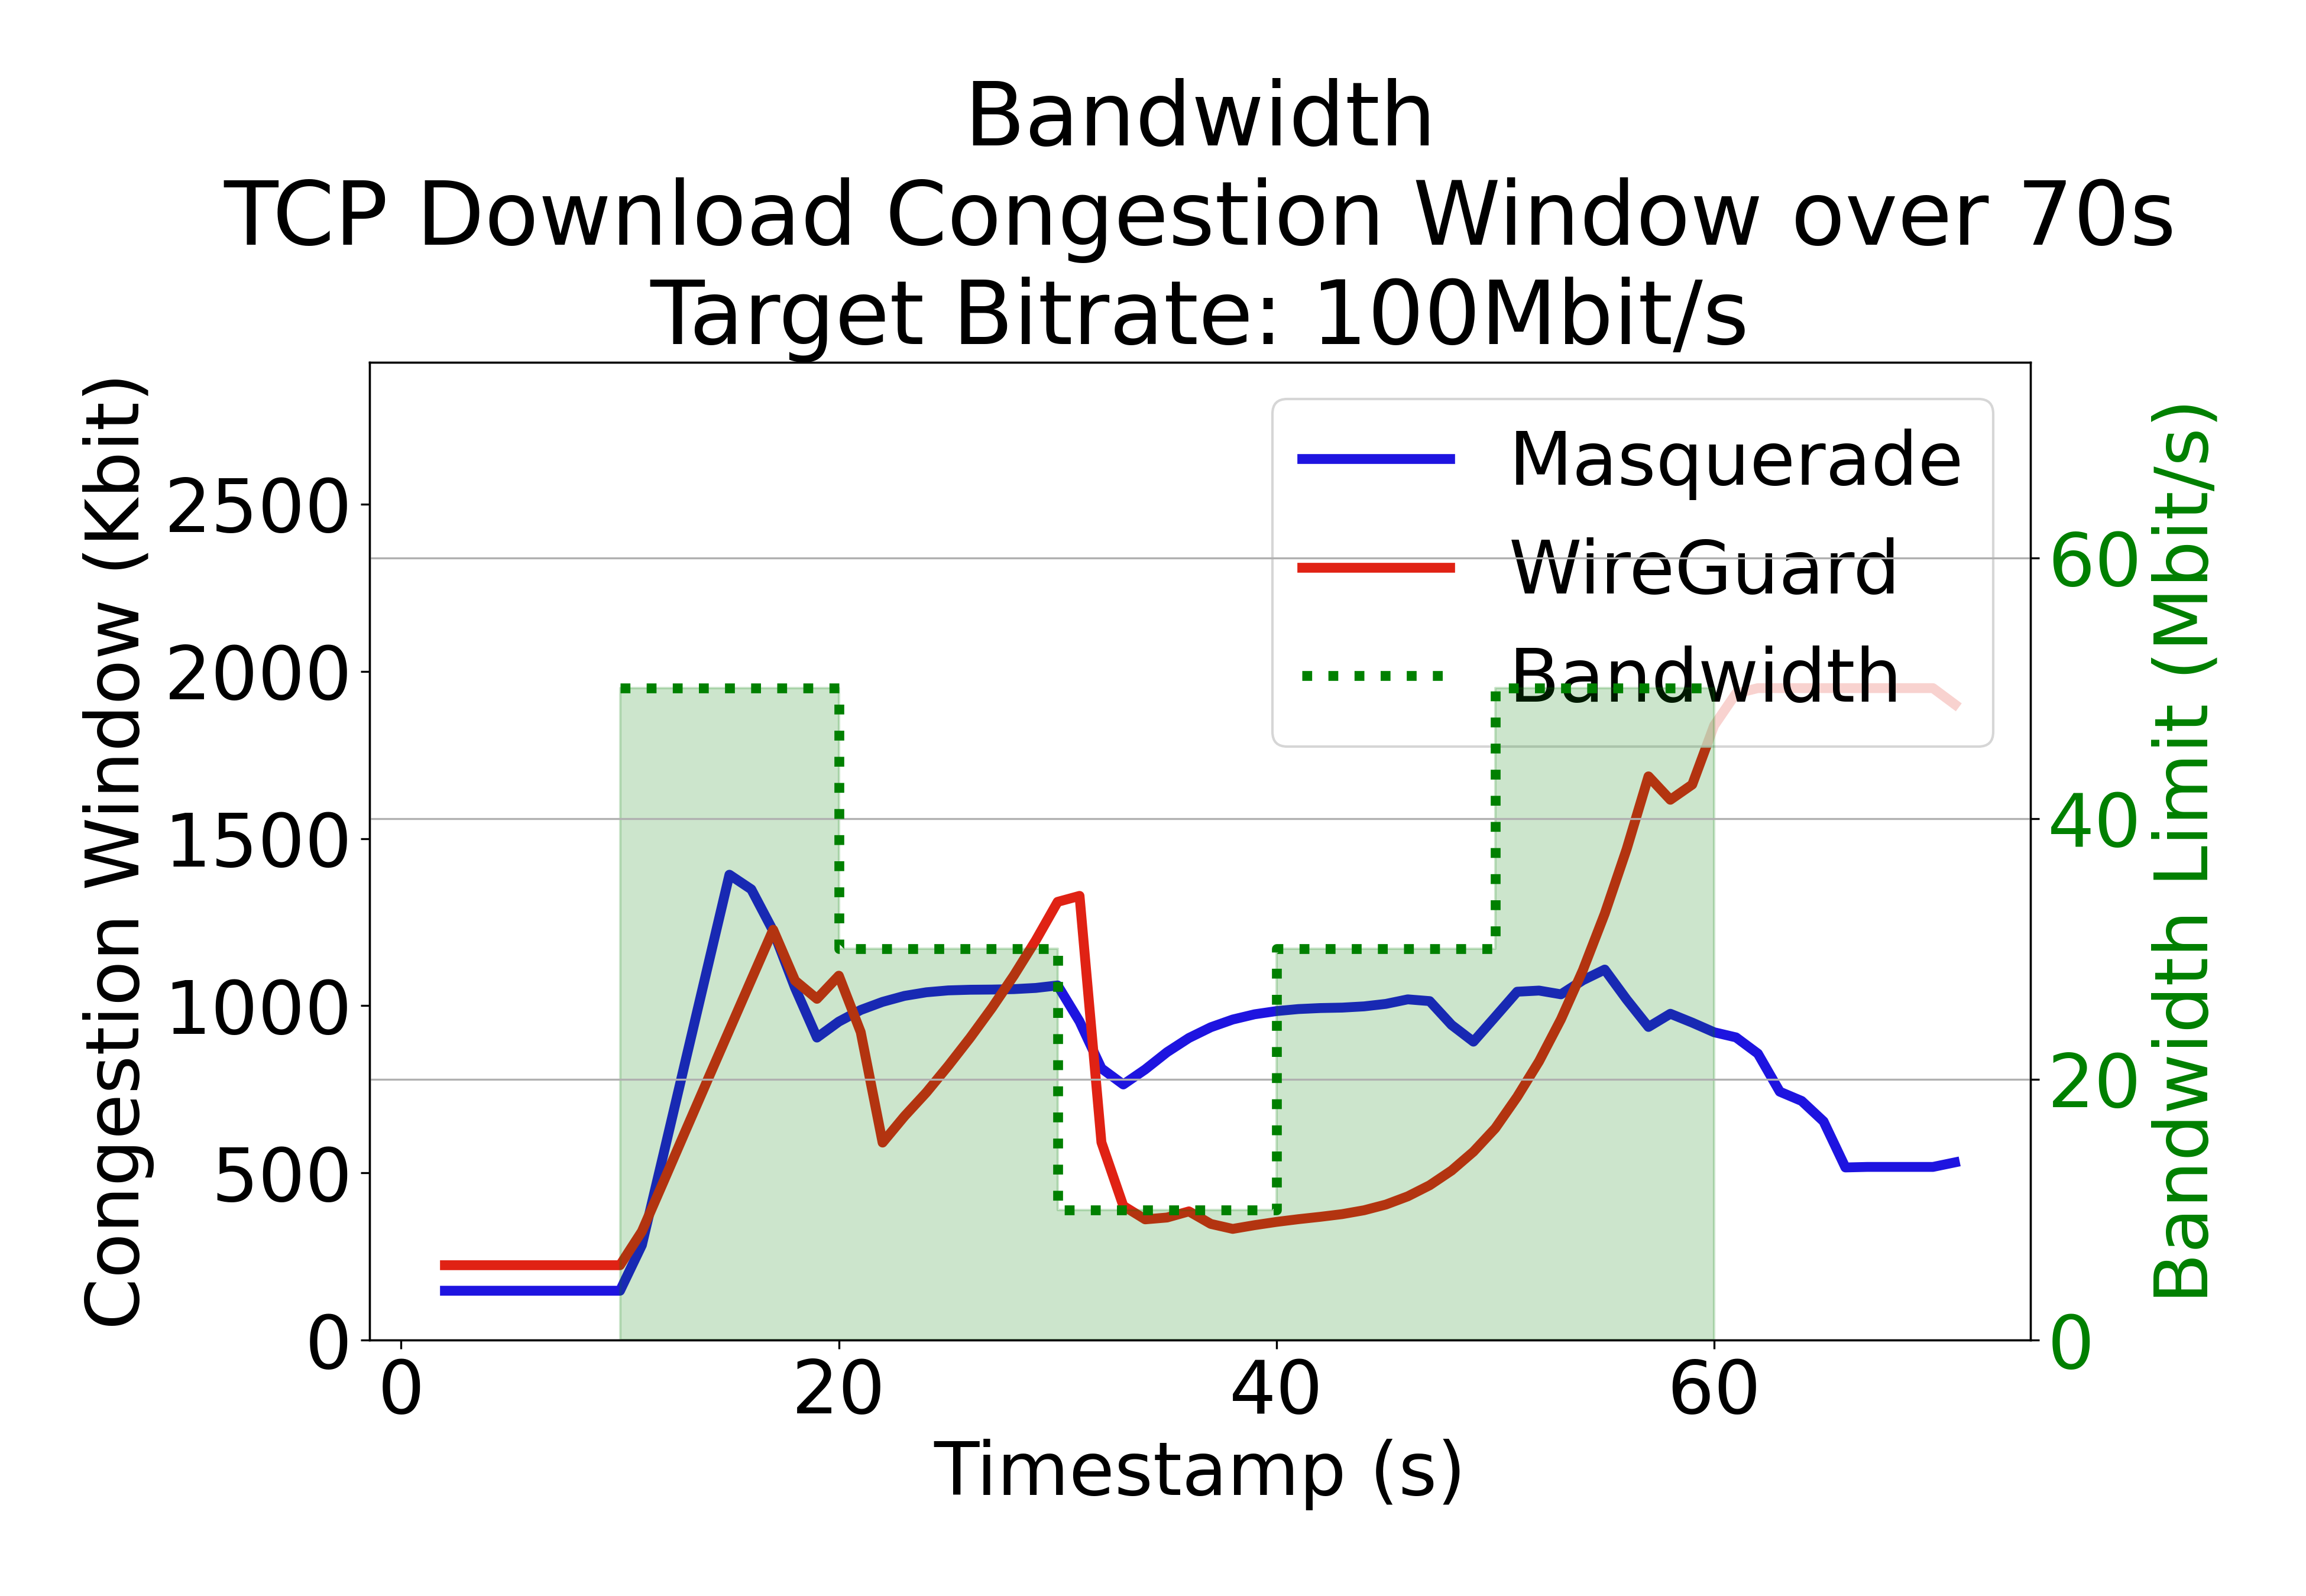 Bandwidth
TCP Download Congestion Window over 70s
Target Bitrate: 100Mbit/s
Congestion Window (Kbit)
2500
2000
1500
1000
500
0
Masquerade
WireGuard
Bandwidth
60
40
20
0
Bandwidth Limit (Mbit/s)
0
20
40
60
Timestamp (s)